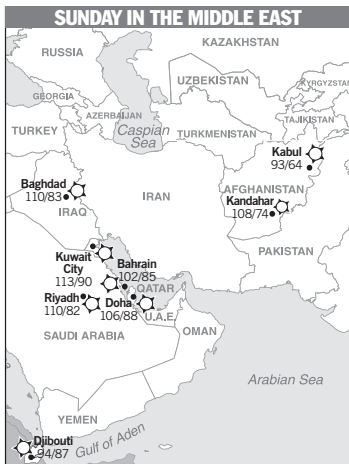 SUNDAY IN THE MIDDLE EAST
KAZAKHSTAN
RUSSIA
UZBEKISTAN
KYRGYZSTAN
GEORGIA
AZERBAIJAN
TAJIKISTAN
TURKEY
Caspian
Sea
TURKMENISTAN
Kabul
93/64
Baghdad
110/83
IRAQ
IRAN
AFGHANISTAN
Kandahar
108/74
PAKISTAN
Kuwait
City
113/90
Bahrain
102/85
QATAR
Riyadh
110/82
Doha
106/88
U.A.E.
SAUDI ARABIA
OMAN
Arabian Sea
YEMEN
Djibouti
94/87
Gulf of Aden